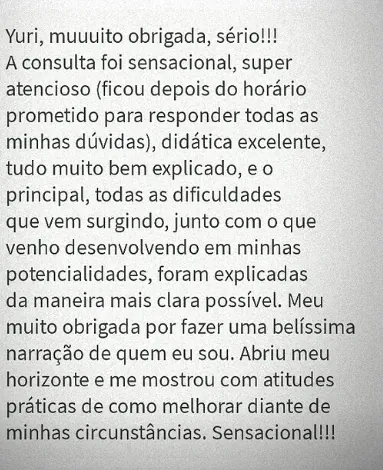 Yuri, muuuito obrigada, sério!!!
A consulta foi sensacional, super
atencioso (ficou depois do horário
prometido para responder todas as
minhas dúvidas), didática excelente,
tudo muito bem explicado, e o
principal, todas as dificuldades
que vem surgindo, junto com o que
venho desenvolvendo em minhas
potencialidades, foram explicadas
da maneira mais clara possível. Meu
muito obrigada por fazer uma belíssima
narração de quem eu sou. Abriu meu
horizonte e me mostrou com atitudes
práticas de como melhorar diante de
minhas circunstâncias. Sensacional!!!